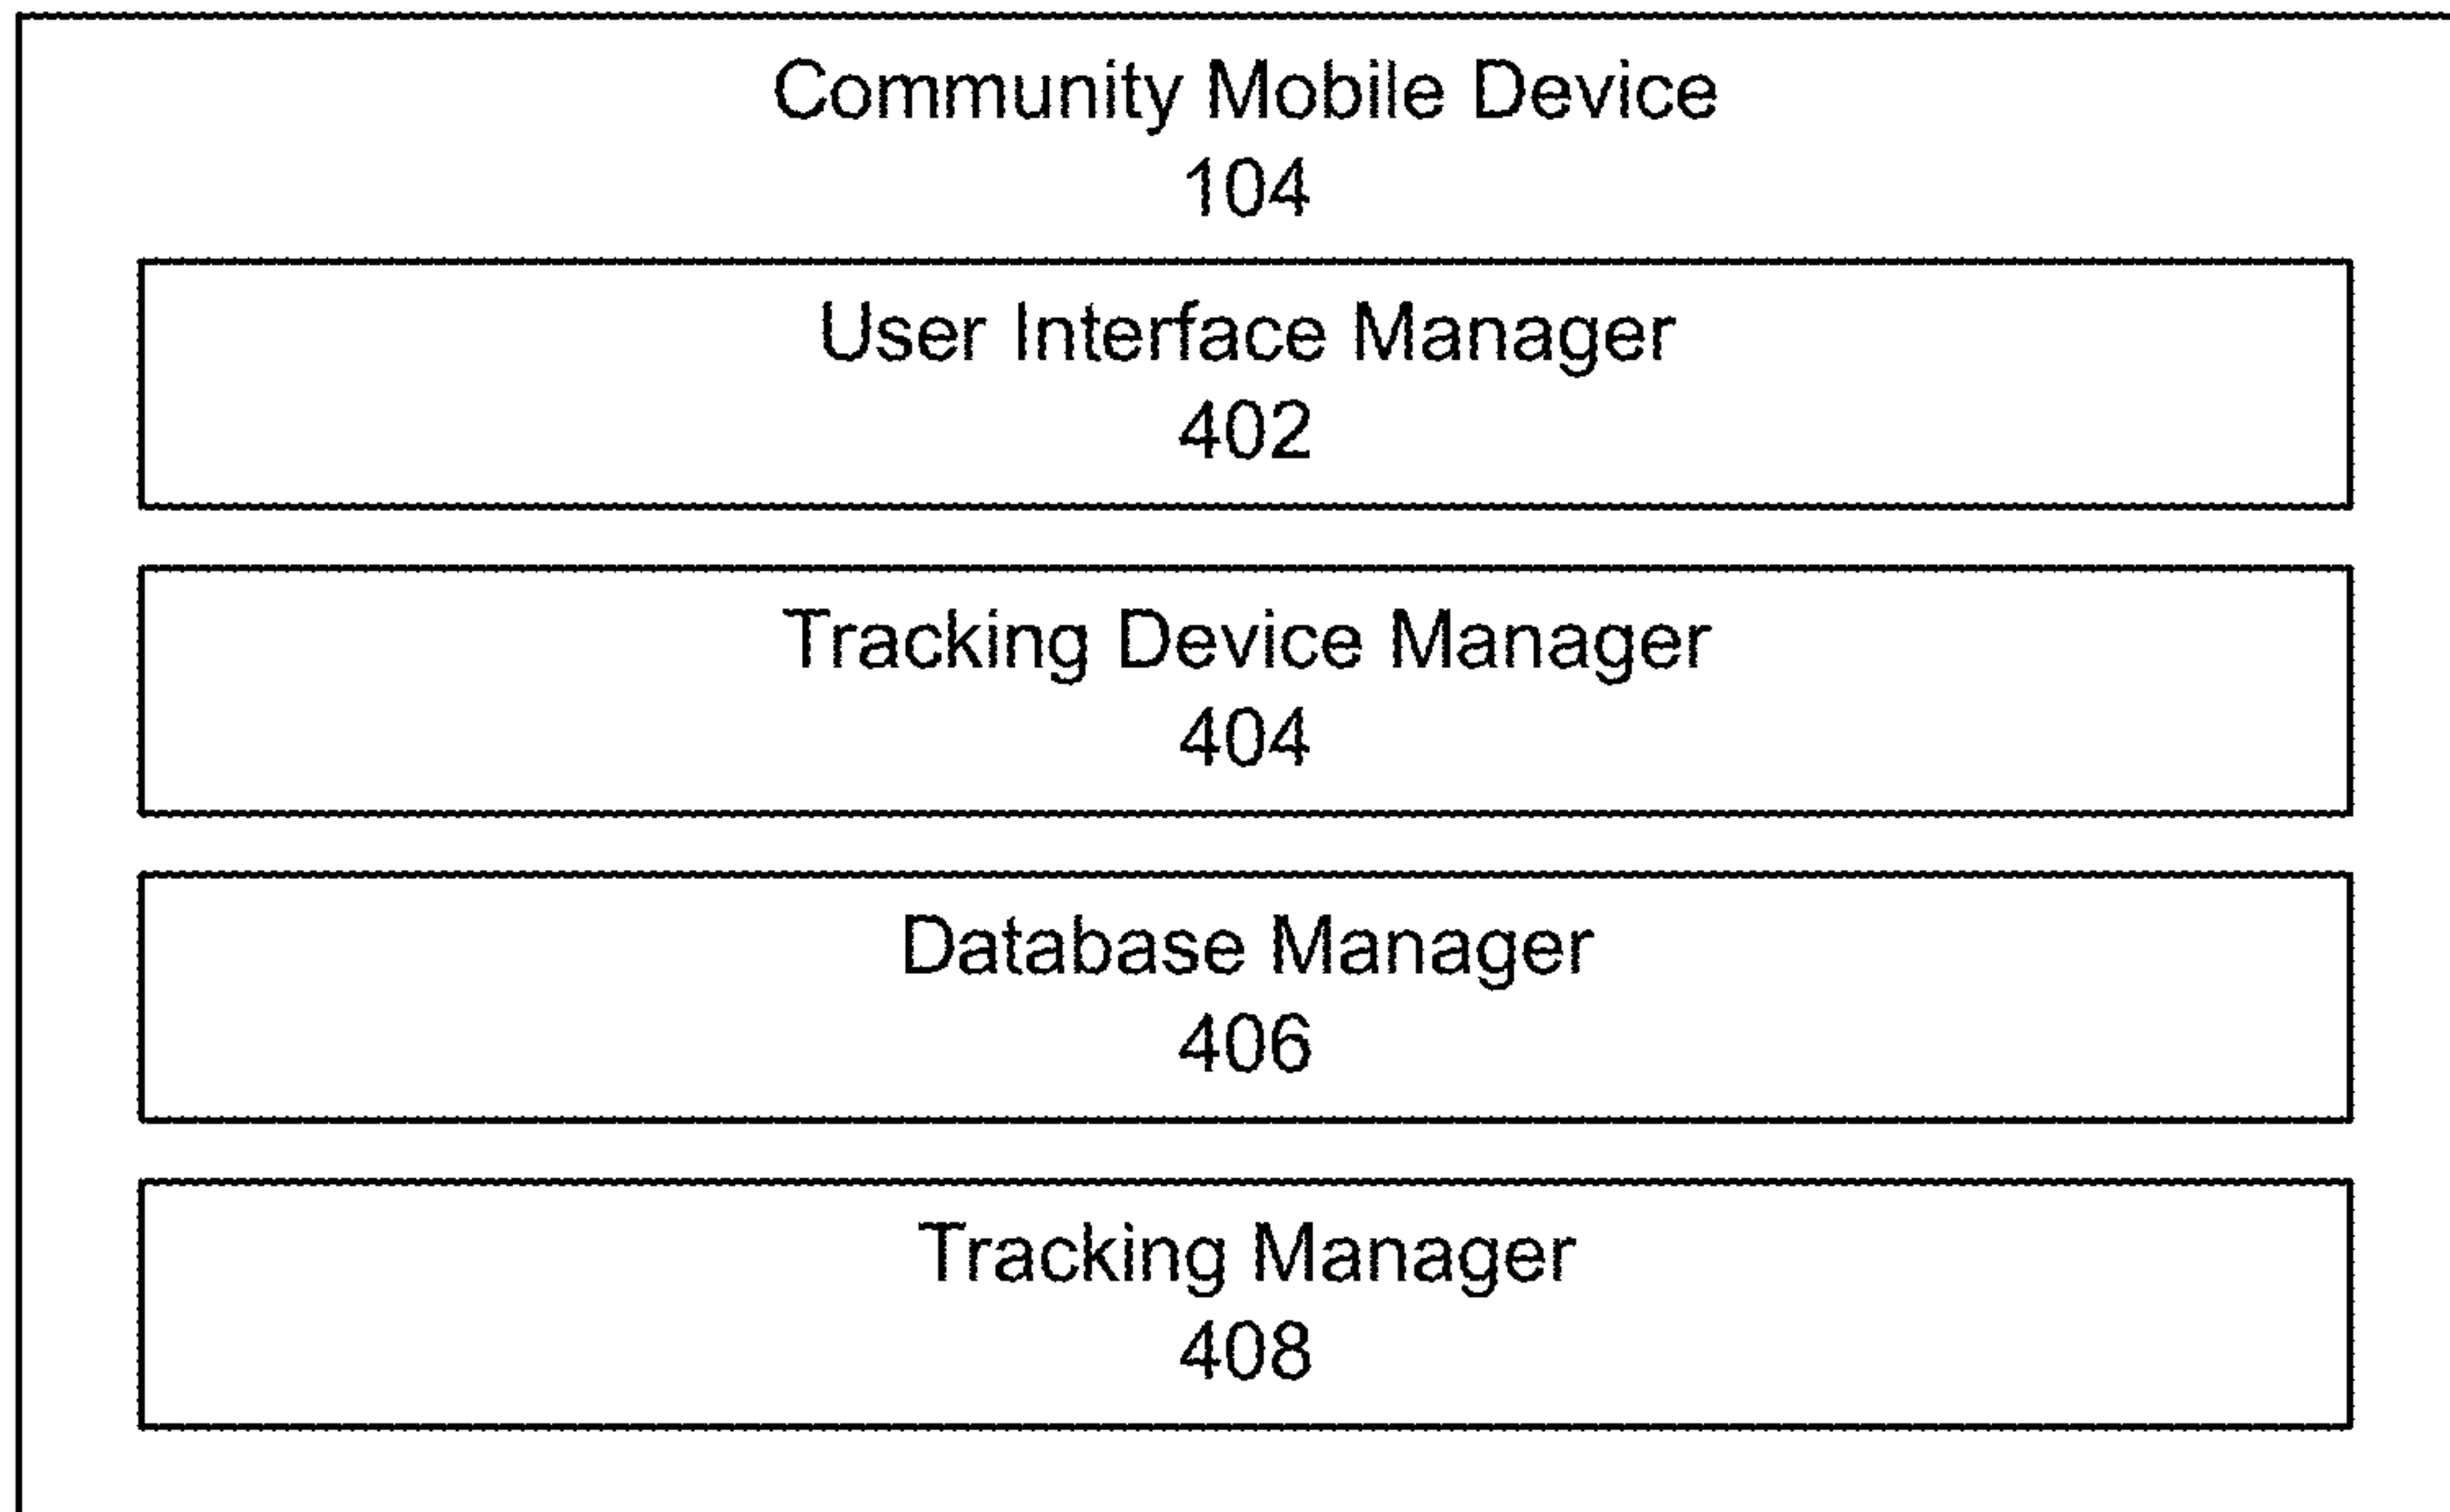 Community Mobile Device
104
User Interface Manager
402
Tracking Device Manager
404
Database Manager
406
Tracking Manager
408